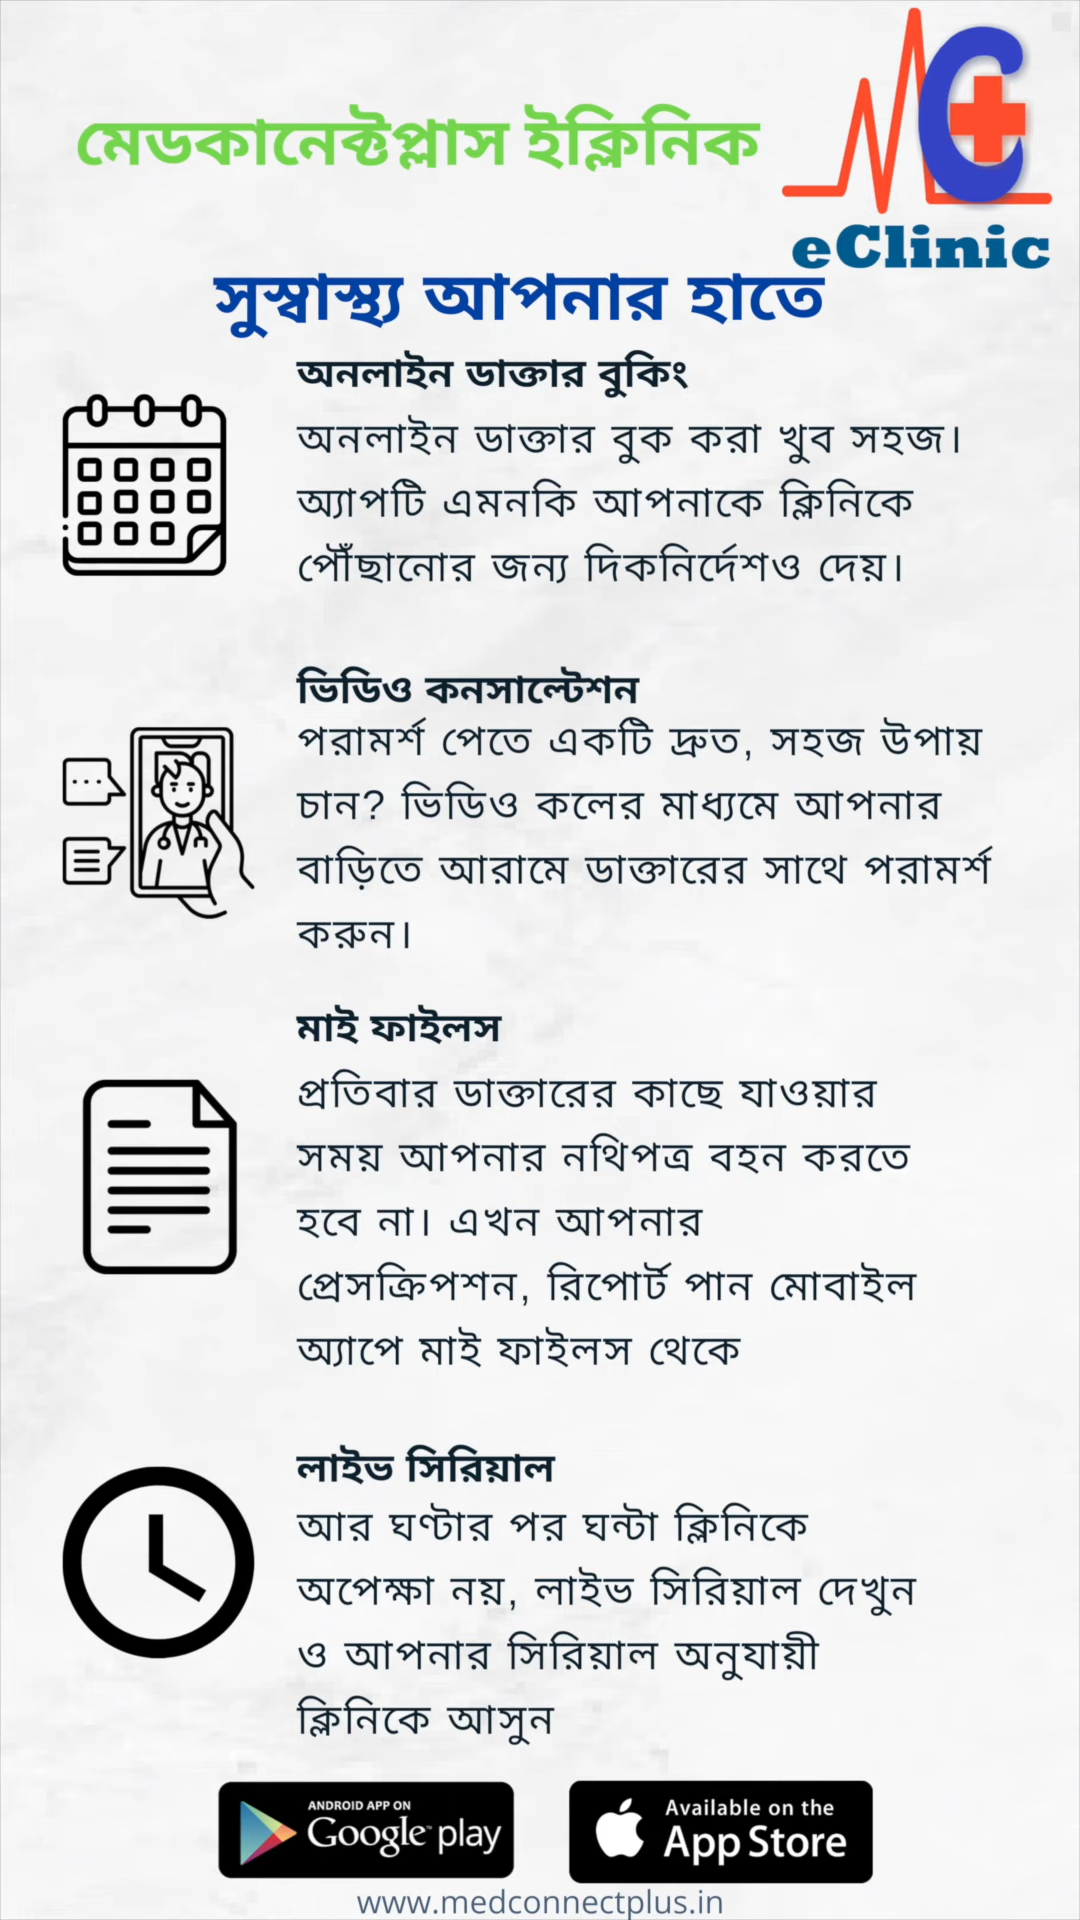 মেডকানেক্টপ্লাস ইক্লিনিক
eClinic
সুস্বাস্থ্য আপনার হাতে
অনলাইন ডাক্তার বুকিং
অনলাইন ডাক্তার বুক করা খুব সহজ।
অ্যাপটি এমনকি আপনাকে ক্লিনিকে
পৌঁছানোর জন্য দিকনির্দেশও দেয়।
ভিডিও কনসাল্টেশন
পরামর্শ পেতে একটি দ্রুত, সহজ উপায়
চান? ভিডিও কলের মাধ্যমে আপনার
বাড়িতে আরামে ডাক্তারের সাথে পরামর্শ
করুন।
মাই ফাইলস
প্রতিবার ডাক্তারের কাছে যাওয়ার
সময় আপনার নথিপত্র বহন করতে
হবে না। এখন আপনার
প্রেসক্রিপশন, রিপোর্ট পান মোবাইল
অ্যাপে মাই ফাইলস থেকে
লাইভ সিরিয়াল
আর ঘণ্টার পর ঘন্টা ক্লিনিকে
অপেক্ষা নয়, লাইভ সিরিয়াল দেখুন
ও আপনার সিরিয়াল অনুযায়ী
ক্লিনিকে আসুন
ANDROID APP ON
Google play
Available on the
App Store
www.medconnectplus.in